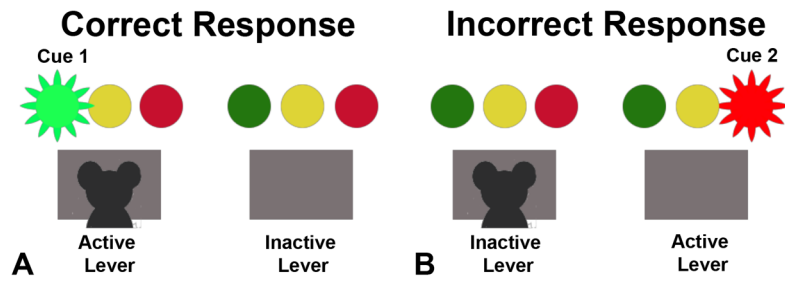 Correct Response
Incorrect Response
Cue 1
Cue 2
Active
Lever
Inactive
Lever
Inactive
Lever
Active
Lever
A
B